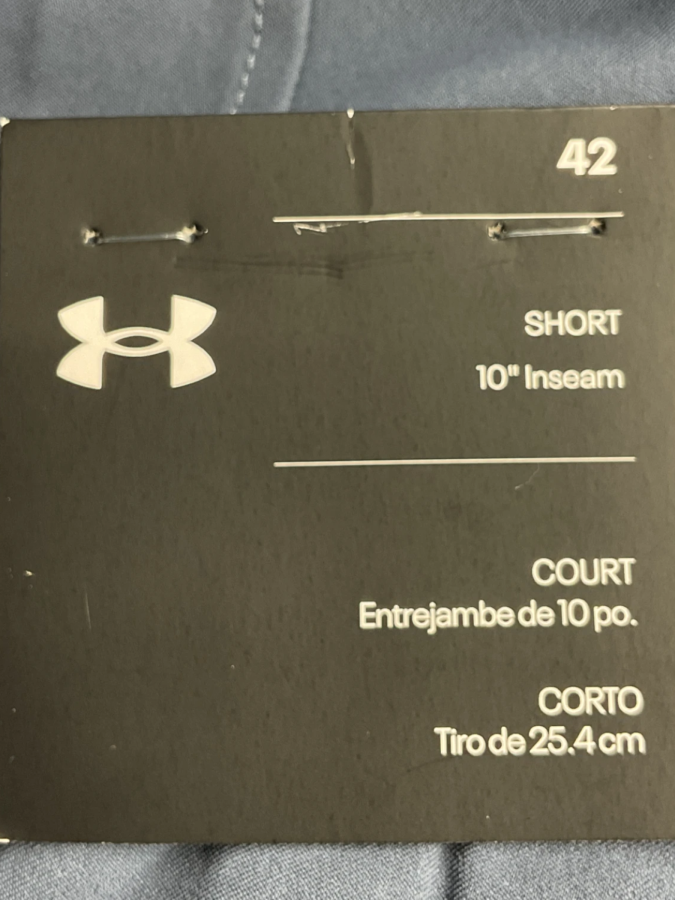 42
SHORT
10" Inseam
COURT
Entrejambe de 10 po.
CORTO
Tiro de 25.4 cm